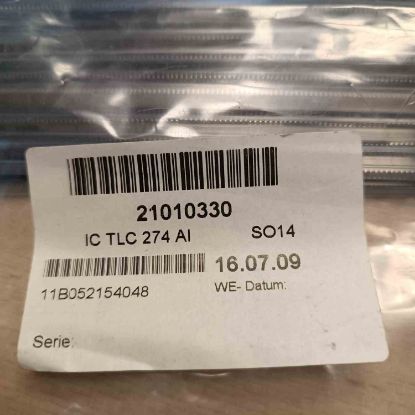 21010330
IC TLC 274 AI SO14
16.07.09
11B052154048 WE- Datum:
Serie: